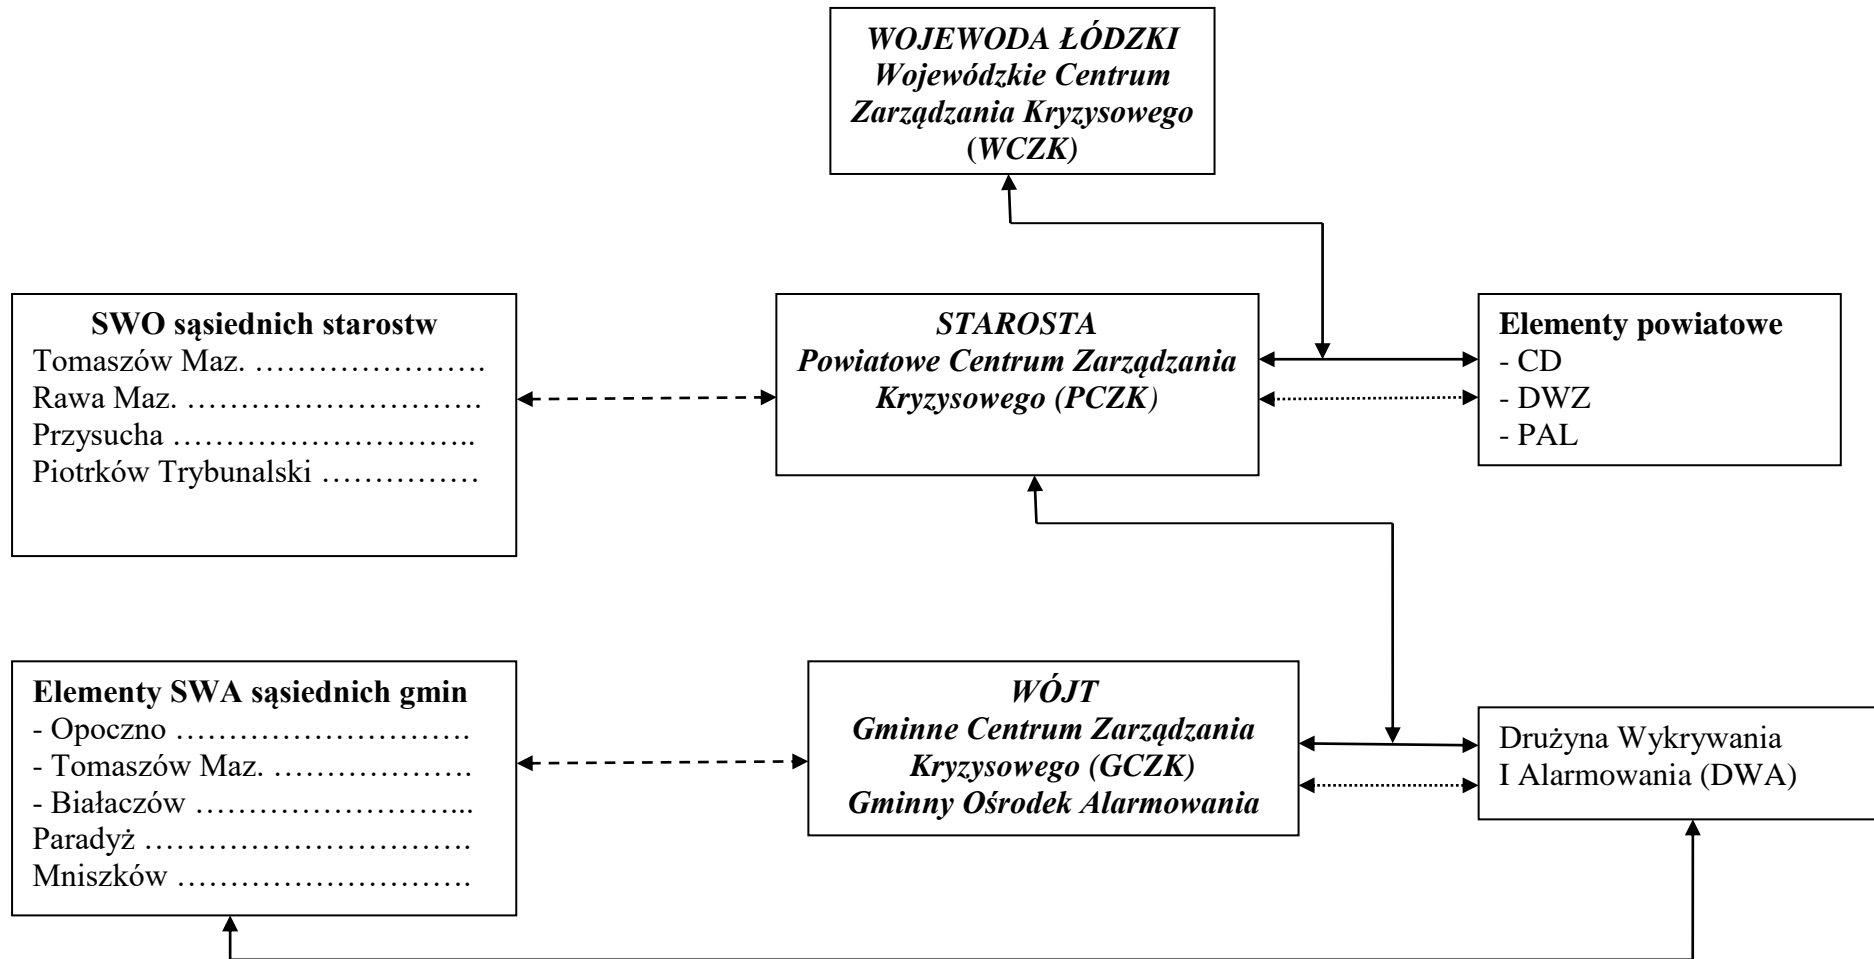 WOJEWODA ŁÓDZKI
Wojewódzkie Centrum
Zarządzania Kryzysowego
(WCZK)
SWO sąsiednich starostw
Tomaszów Maz. ………………….
Rawa Maz. ……………………….
Przysucha ………………………..
Piotrków Trybunalski ……………
STAROSTA
Powiatowe Centrum Zarządzania
Kryzysowego (PCZK)
Elementy powiatowe
- CD
- DWZ
- PAL
Elementy SWA sąsiednich gmin
- Opoczno ……………………….
- Tomaszów Maz. ……………….
- Białaczów ……………………...
Paradyż ………………………….
Mniszków ……………………….
WÓJT
Gminne Centrum Zarządzania
Kryzysowego (GCZK)
Gminny Ośrodek Alarmowania
Drużyna Wykrywania
I Alarmowania (DWA)